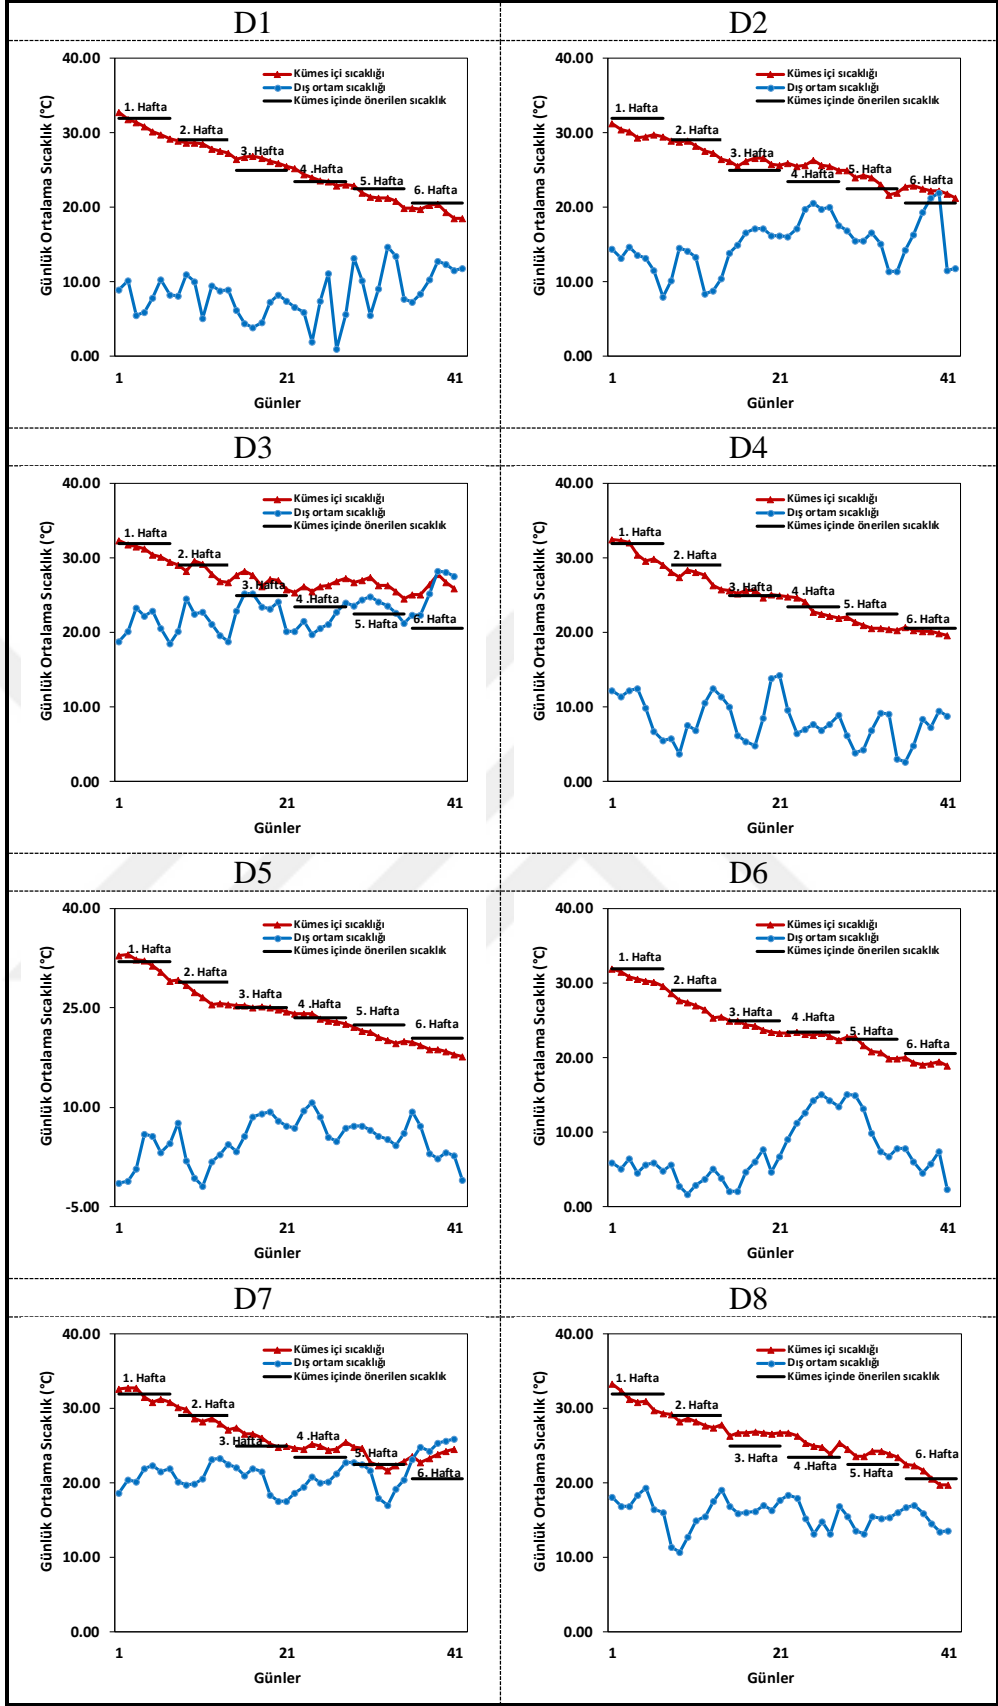 D1
D2
40.00
30.00
20.00
10.00
0.00
Günlük Ortalama Sıcaklık (°C)
Kümes içi sıcaklığı
Dış ortam sıcaklığı
Kümes içinde önerilen sıcaklık
1. Hafta
2. Hafta
3. Hafta
4 .Hafta
5. Hafta
6. Hafta
1
21
41
Günler
40.00
30.00
20.00
10.00
0.00
Günlük Ortalama Sıcaklık (°C)
Kümes içi sıcaklığı
Dış ortam sıcaklığı
Kümes içinde önerilen sıcaklık
1. Hafta
2. Hafta
3. Hafta
4 .Hafta
5. Hafta
6. Hafta
1
21
41
Günler
D3
D4
40.00
30.00
20.00
10.00
0.00
Günlük Ortalama Sıcaklık (°C)
Kümes içi sıcaklığı
Dış ortam sıcaklığı
Kümes içinde önerilen sıcaklık
1. Hafta
2. Hafta
3. Hafta
4 .Hafta
5. Hafta
6. Hafta
1
21
41
Günler
40.00
30.00
20.00
10.00
0.00
Günlük Ortalama Sıcaklık (°C)
Kümes içi sıcaklığı
Dış ortam sıcaklığı
Kümes içinde önerilen sıcaklık
1. Hafta
2. Hafta
3. Hafta
4 .Hafta
5. Hafta
6. Hafta
1
21
41
Günler
D5
D6
40.00
25.00
10.00
-5.00
Günlük Ortalama Sıcaklık (°C)
Kümes içi sıcaklığı
Dış ortam sıcaklığı
Kümes içinde önerilen sıcaklık
1. Hafta
2. Hafta
3. Hafta
4 .Hafta
5. Hafta
6. Hafta
1
21
41
Günler
40.00
30.00
20.00
10.00
0.00
Günlük Ortalama Sıcaklık (°C)
Kümes içi sıcaklığı
Dış ortam sıcaklığı
Kümes içinde önerilen sıcaklık
1. Hafta
2. Hafta
3. Hafta
4 .Hafta
5. Hafta
6. Hafta
1
21
41
Günler
D7
D8
40.00
30.00
20.00
10.00
0.00
Günlük Ortalama Sıcaklık (°C)
Kümes içi sıcaklığı
Dış ortam sıcaklığı
Kümes içinde önerilen sıcaklık
1. Hafta
2. Hafta
3. Hafta
4 .Hafta
5. Hafta
6. Hafta
1
21
41
Günler
40.00
30.00
20.00
10.00
0.00
Günlük Ortalama Sıcaklık (°C)
Kümes içi sıcaklığı
Dış ortam sıcaklığı
Kümes içinde önerilen sıcaklık
1. Hafta
2. Hafta
3. Hafta
4 .Hafta
5. Hafta
6. Hafta
1
21
41
Günler